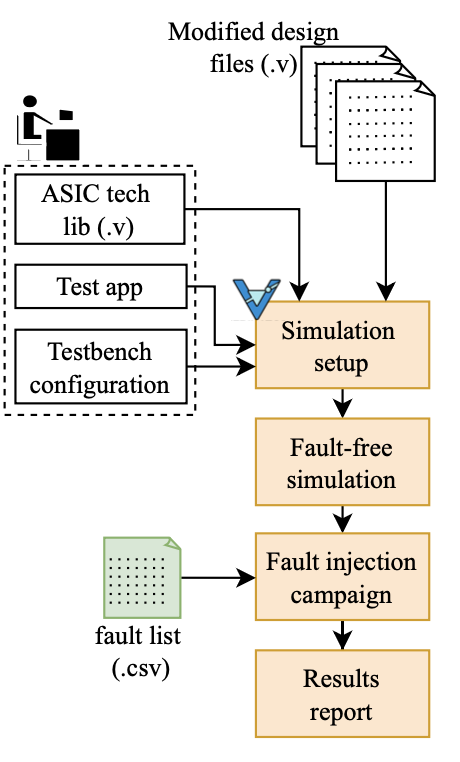 Modified design
files (.v)
ASIC tech
lib (.v)
Test app
Testbench
configuration
Simulation
setup
Fault-free
simulation
Fault injection
campaign
fault list
(.csv)
Results
report